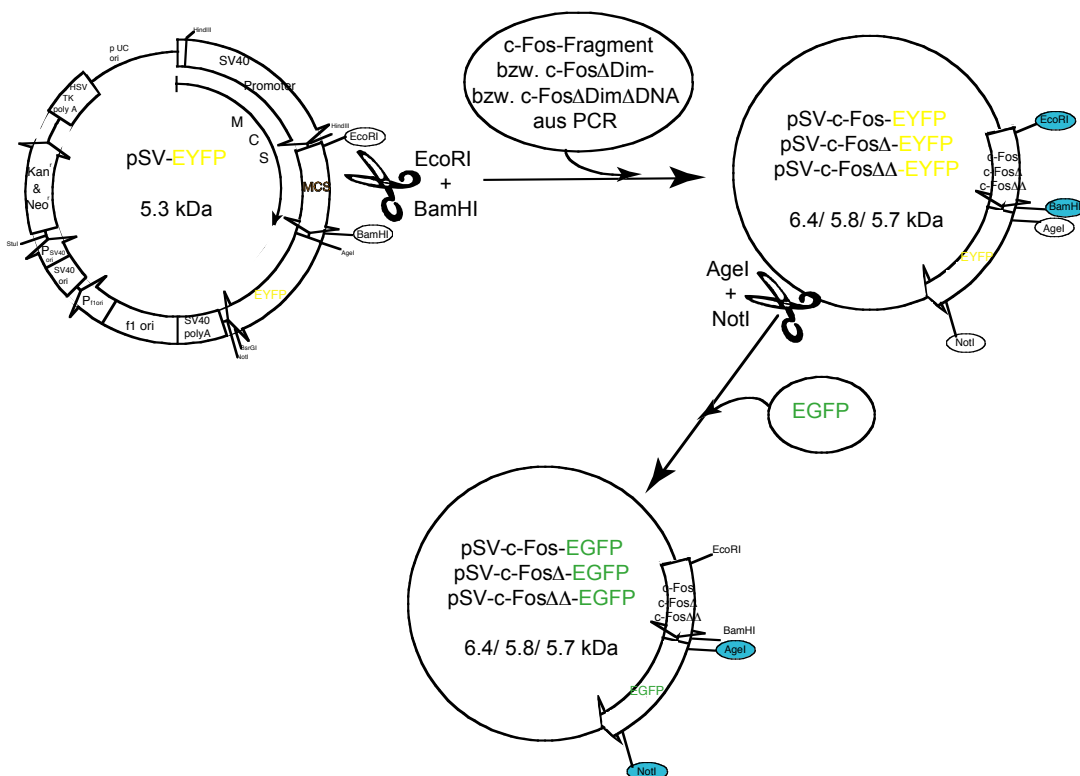 HindIII
p UC
ori
SV40
Promoter
HSV
TK
poly A
M
C
S
HindIII
EcoRI
pSV-EYFP
5.3 kDa
MCS
Kan^r
&
Neo^r
BamHI
AgeI
StuI
P SV40
ori
SV40
ori
P f1ori
f1 ori
SV40
polyA
EYFP
BsrGI
NotI
EcoRI
+
BamHI
c-Fos-Fragment
bzw. c-FosΔDim-
bzw. c-FosΔDimΔDNA
aus PCR
pSV-c-Fos-EYFP
pSV-c-FosΔ-EYFP
pSV-c-FosΔΔ-EYFP
6.4/ 5.8/ 5.7 kDa
EcoRI
c-Fos
c-FosΔ
c-FosΔΔ
BamHI
AgeI
EYFP
NotI
AgeI
+
NotI
EGFP
pSV-c-Fos-EGFP
pSV-c-FosΔ-EGFP
pSV-c-FosΔΔ-EGFP
6.4/ 5.8/ 5.7 kDa
EcoRI
c-Fos
c-FosΔ
c-FosΔΔ
BamHI
AgeI
EGFP
NotI